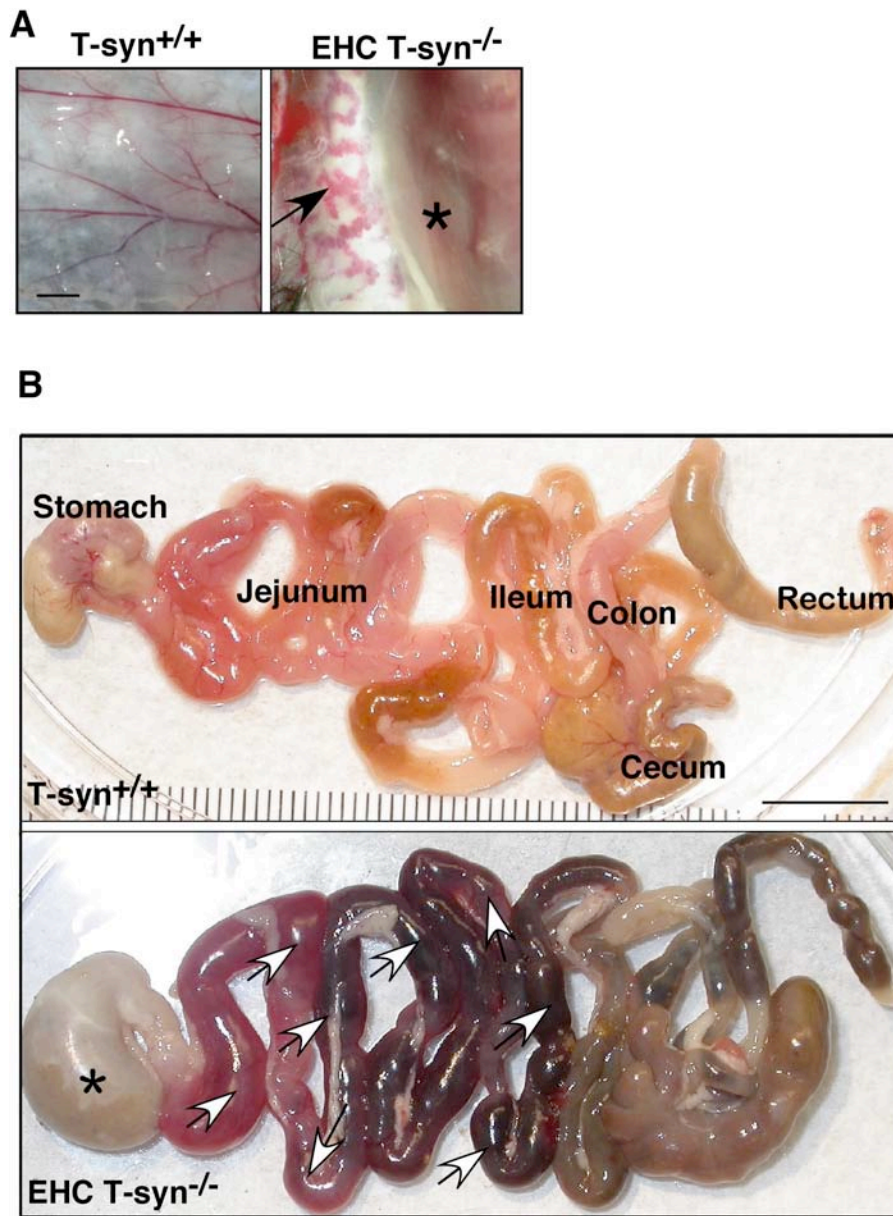 A
T-syn+/+
EHC T-syn-/-
*
B
Stomach
Jejunum
Ileum
Colon
Rectum
Cecum
T-syn+/+
*
EHC T-syn-/-